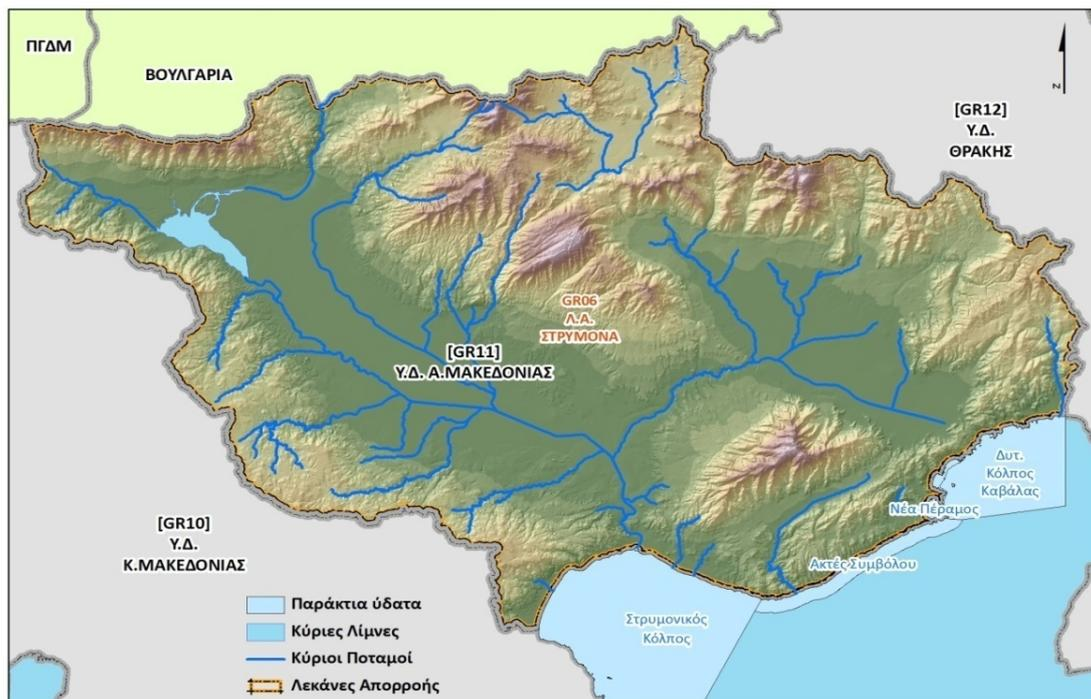 ΠΓΔΜ
ΒΟΥΛΓΑΡΙΑ
z
[GR12]
Υ.Δ.
ΘΡΑΚΗΣ
GR06
Λ.Α.
ΣΤΡΥΜΟΝΑ
[GR11]
Υ.Δ. Α.ΜΑΚΕΔΟΝΙΑΣ
Δυτ.
Κόλπος
Καβάλας
Νέα Πέραμος
[GR10]
Υ.Δ.
Κ.ΜΑΚΕΔΟΝΙΑΣ
Ακτές Συμβόλου
Στρυμονικός
Κόλπος
Παράκτια ύδατα
Κύριες Λίμνες
Κύριοι Ποταμοί
Λεκάνες Απορροής